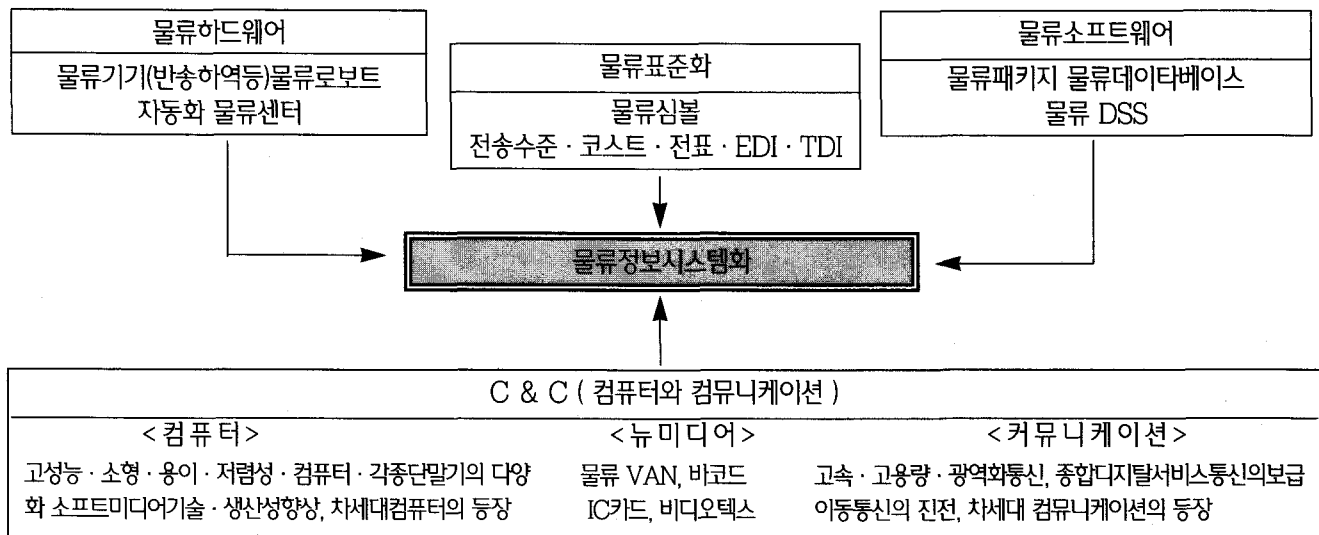 물류하드웨어
물류기기(반송하역등)물류로보트
자동화 물류센터
물류표준화
물류심볼
전송수준 · 코스트 · 전표 · EDI · TDI
물류소프트웨어
물류패키지 물류데이타베이스
물류 DSS
물류정보시스템화
C & C ( 컴퓨터와 컴뮤니케이션 )
<컴퓨터>
고성능 · 소형 · 용이 · 저렴성 · 컴퓨터 · 각종단말기의 다양
화 소프트미디어기술 · 생산성향상, 차세대컴퓨터의 등장
<뉴미디어>
물류 VAN, 바코드
IC카드, 비디오텍스
<커뮤니케이션>
고속 · 고용량 · 광역화통신, 종합디지탈서비스통신의보급
이동통신의 진전, 차세대 컴뮤니케이션의 등장